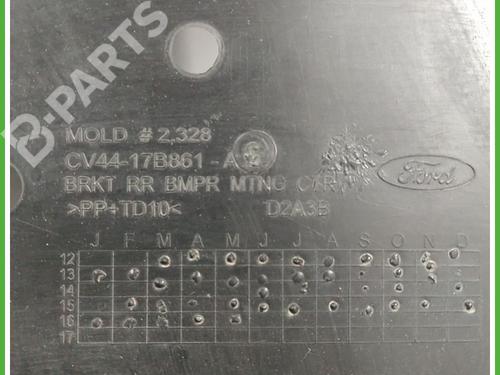 B-PARTS
MOLD # 2,328
CV44-17B861-A
BRKT RR BMPR MTNG CTR
Ford
>PP+TD10< D2A3B
J F M A M J J A S O N D
12
13
14
15
16
17